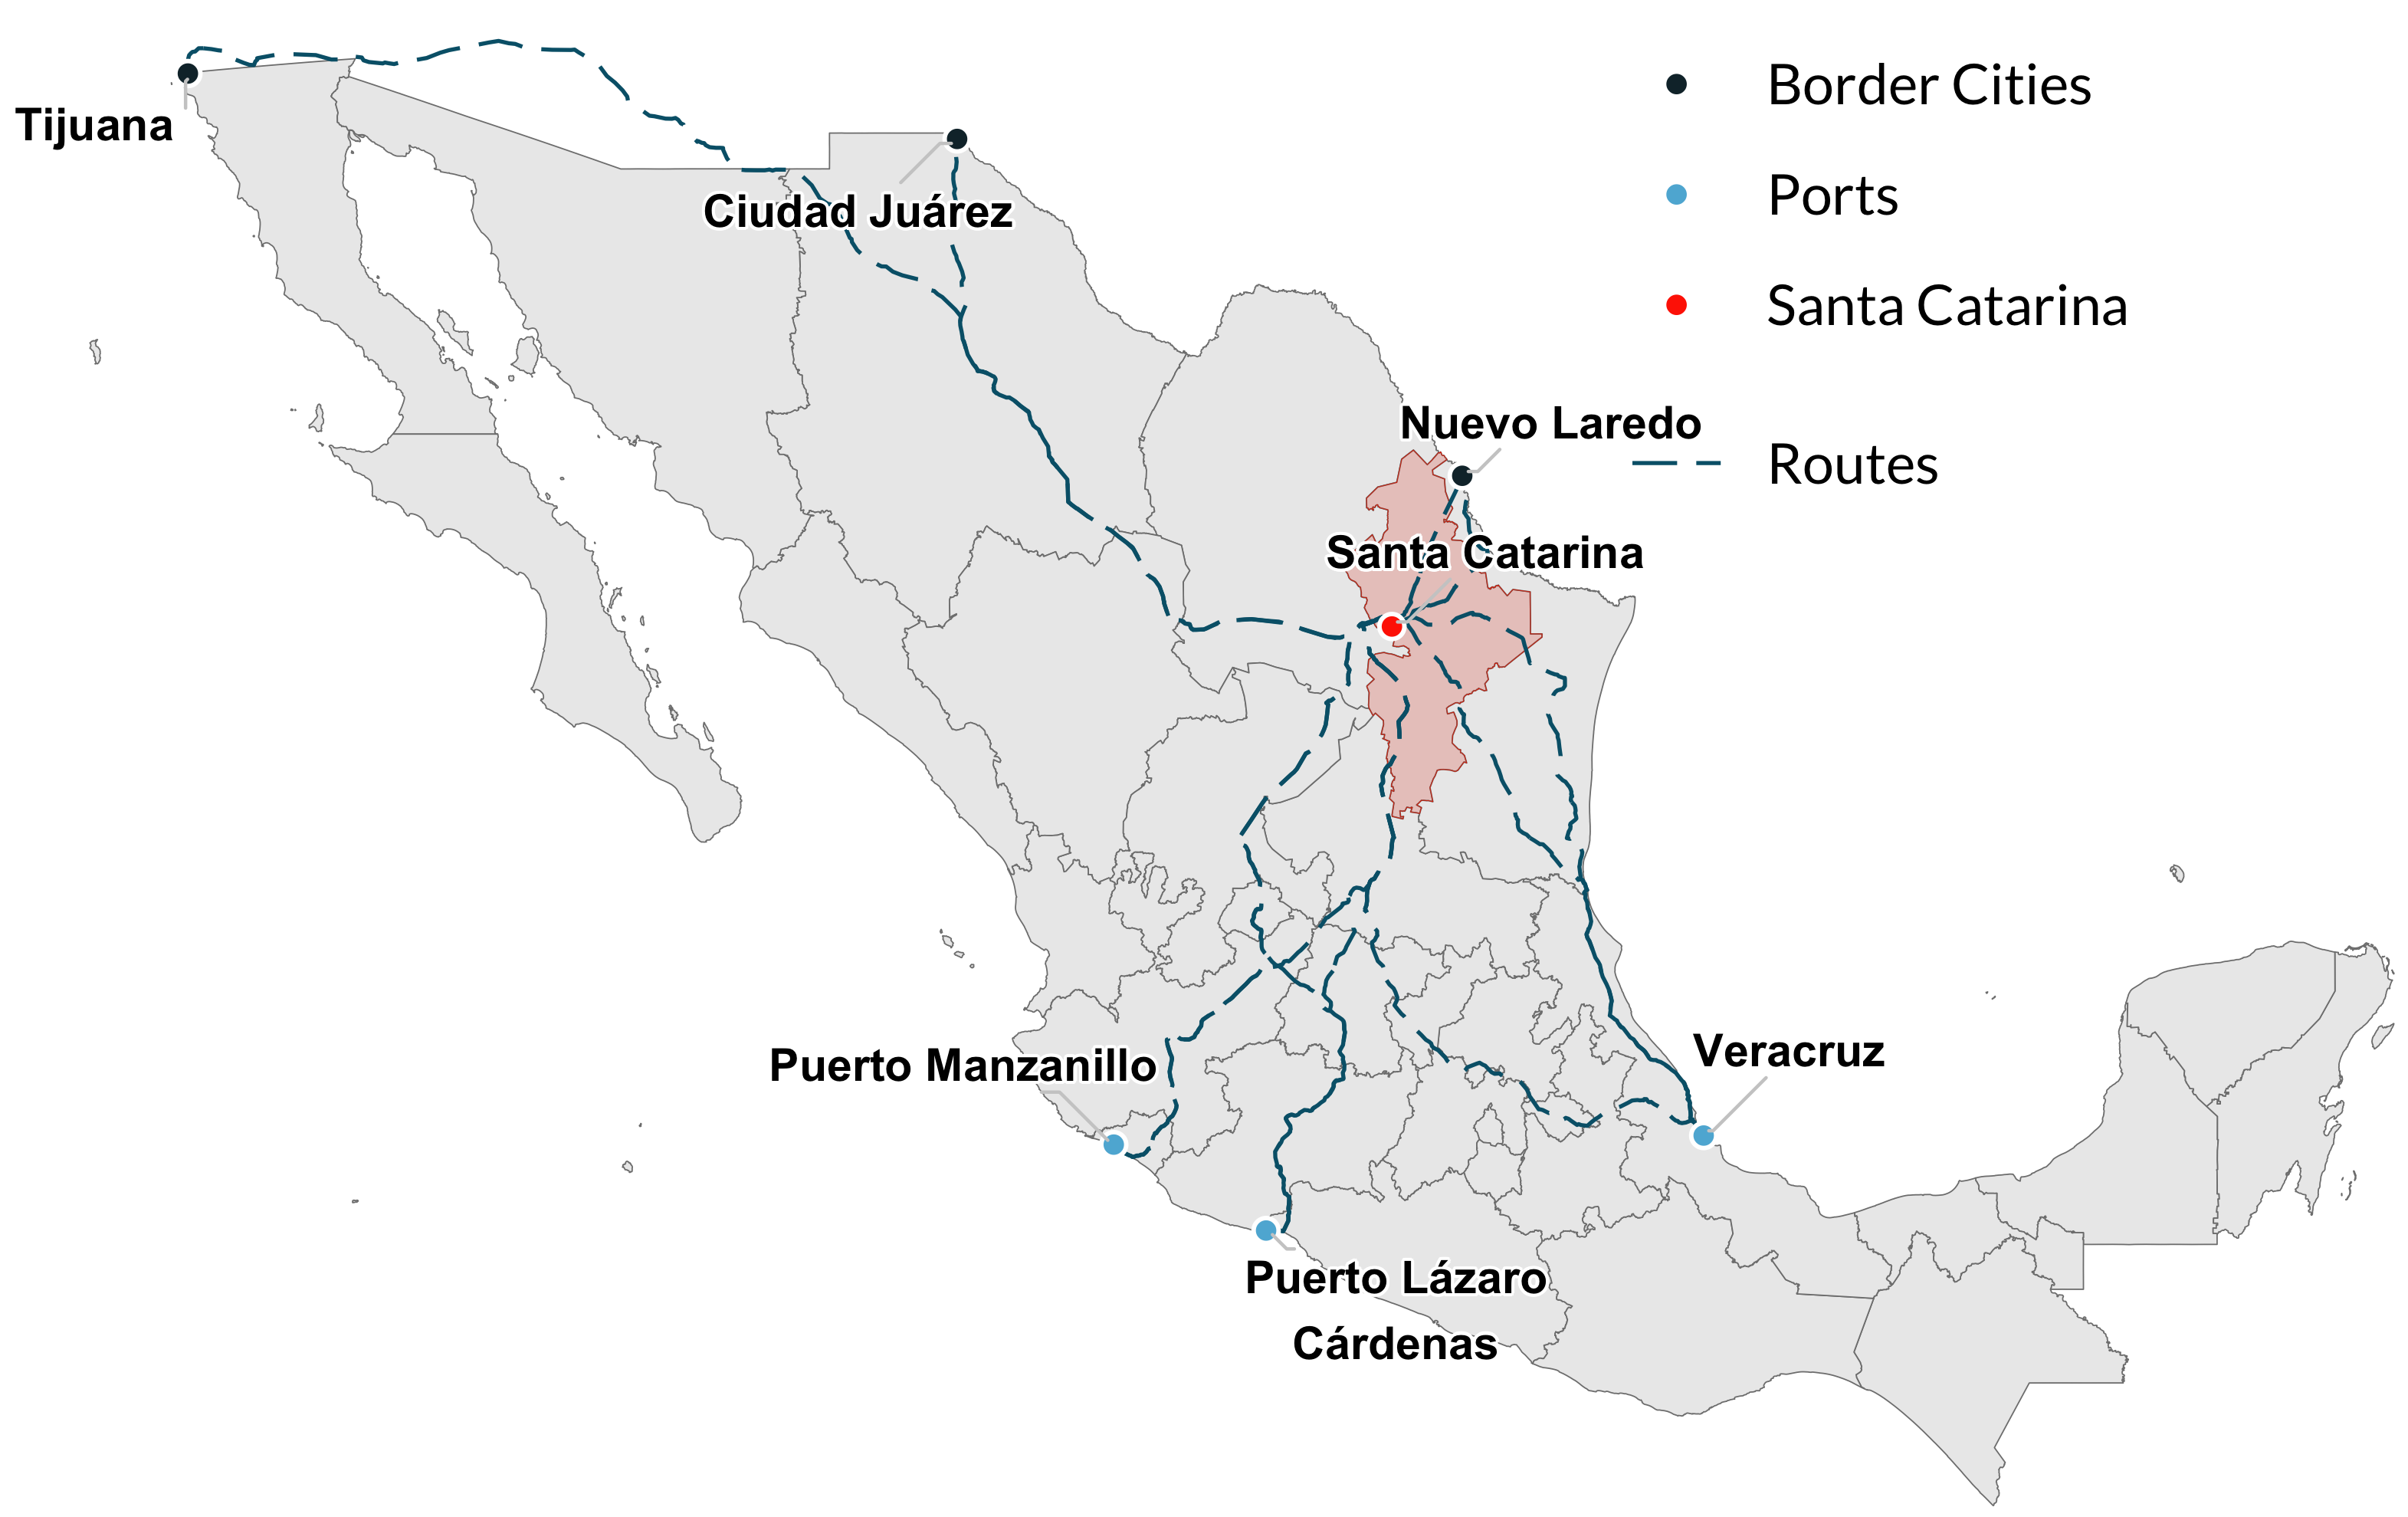 Border Cities
Tijuana
Ports
Ciudad Juárez
Santa Catarina
Nuevo Laredo
Routes
Santa Catarina
Veracruz
Puerto Manzanillo
Puerto Lázaro
Cárdenas